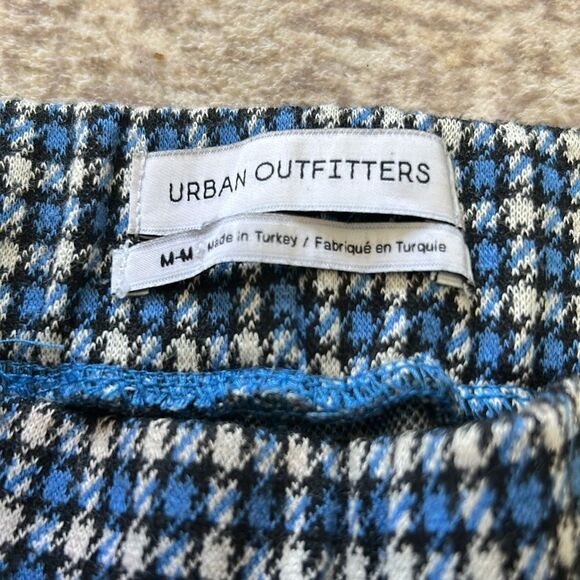 URBAN OUTFITTERS
M-M Made in Turkey / Fabriqué en Turquie